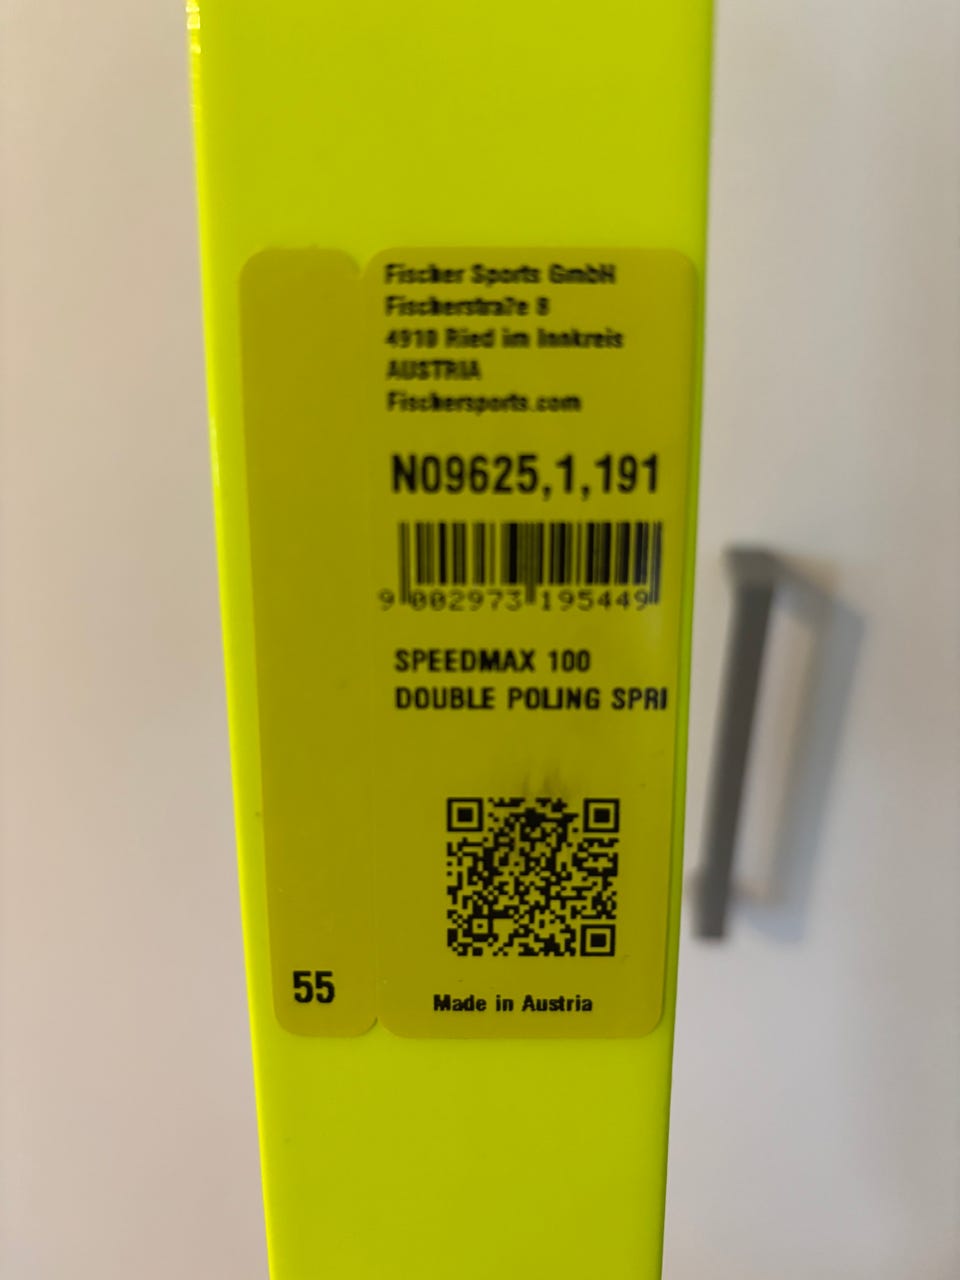 Fischer Sports GmbH
Fischerstra?e 8
4910 Ried im Innkreis
AUSTRIA
Fischersports.com
N09625,1,191
9 002973 195449
SPEEDMAX 100
DOUBLE POLING SPRI
55
Made in Austria